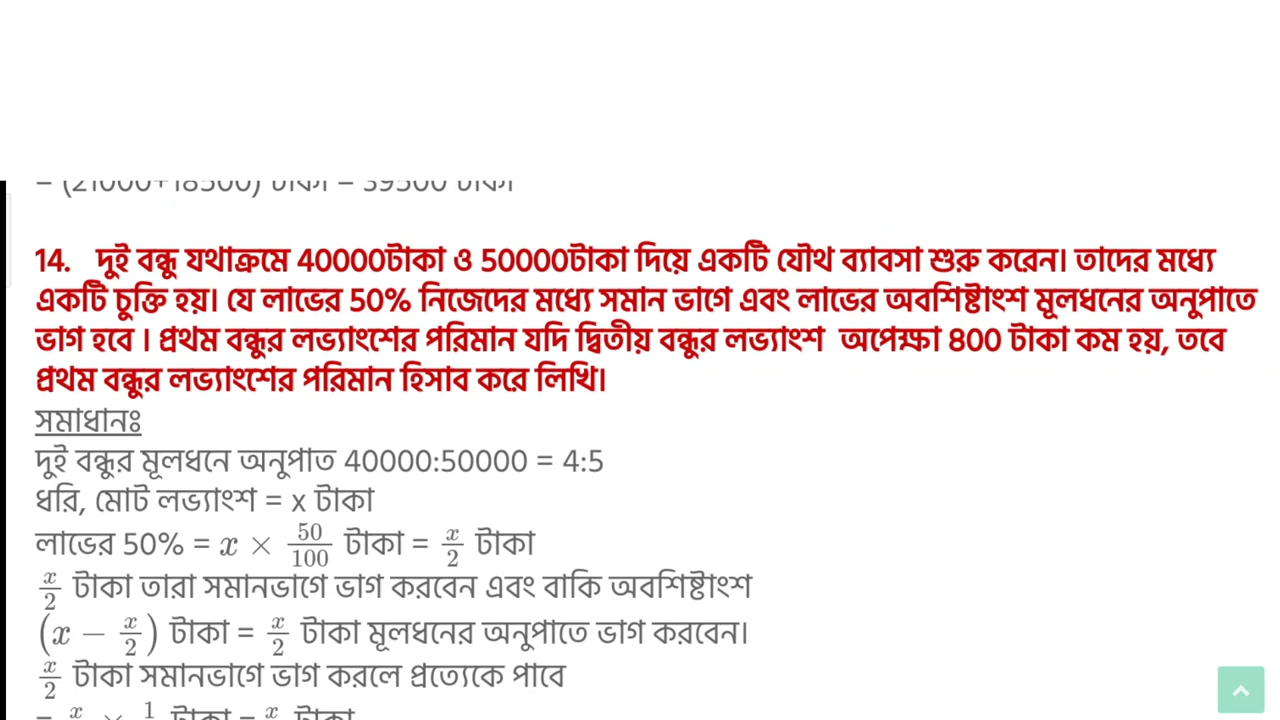 = (21000+18500) টাকা = 39500 টাকা
14. দুই বন্ধু যথাক্রমে 40000টাকা ও 50000টাকা দিয়ে একটি যৌথ ব্যাবসা শুরু করেন। তাদের মধ্যে
একটি চুক্তি হয়। যে লাভের 50% নিজেদের মধ্যে সমান ভাগে এবং লাভের অবশিষ্টাংশ মূলধনের অনুপাতে
ভাগ হবে । প্রথম বন্ধুর লভ্যাংশের পরিমান যদি দ্বিতীয় বন্ধুর লভ্যাংশ অপেক্ষা 800 টাকা কম হয়, তবে
প্রথম বন্ধুর লভ্যাংশের পরিমান হিসাব করে লিখি।
সমাধানঃ
দুই বন্ধুর মূলধনে অনুপাত 40000:50000 = 4:5
ধরি, মোট লভ্যাংশ = x টাকা
লাভের 50% = x × 50/100 টাকা = x/2 টাকা
x/2 টাকা তারা সমানভাগে ভাগ করবেন এবং বাকি অবশিষ্টাংশ
(x − x/2) টাকা = x/2 টাকা মূলধনের অনুপাতে ভাগ করবেন।
x/2 টাকা সমানভাগে ভাগ করলে প্রত্যেকে পাবে